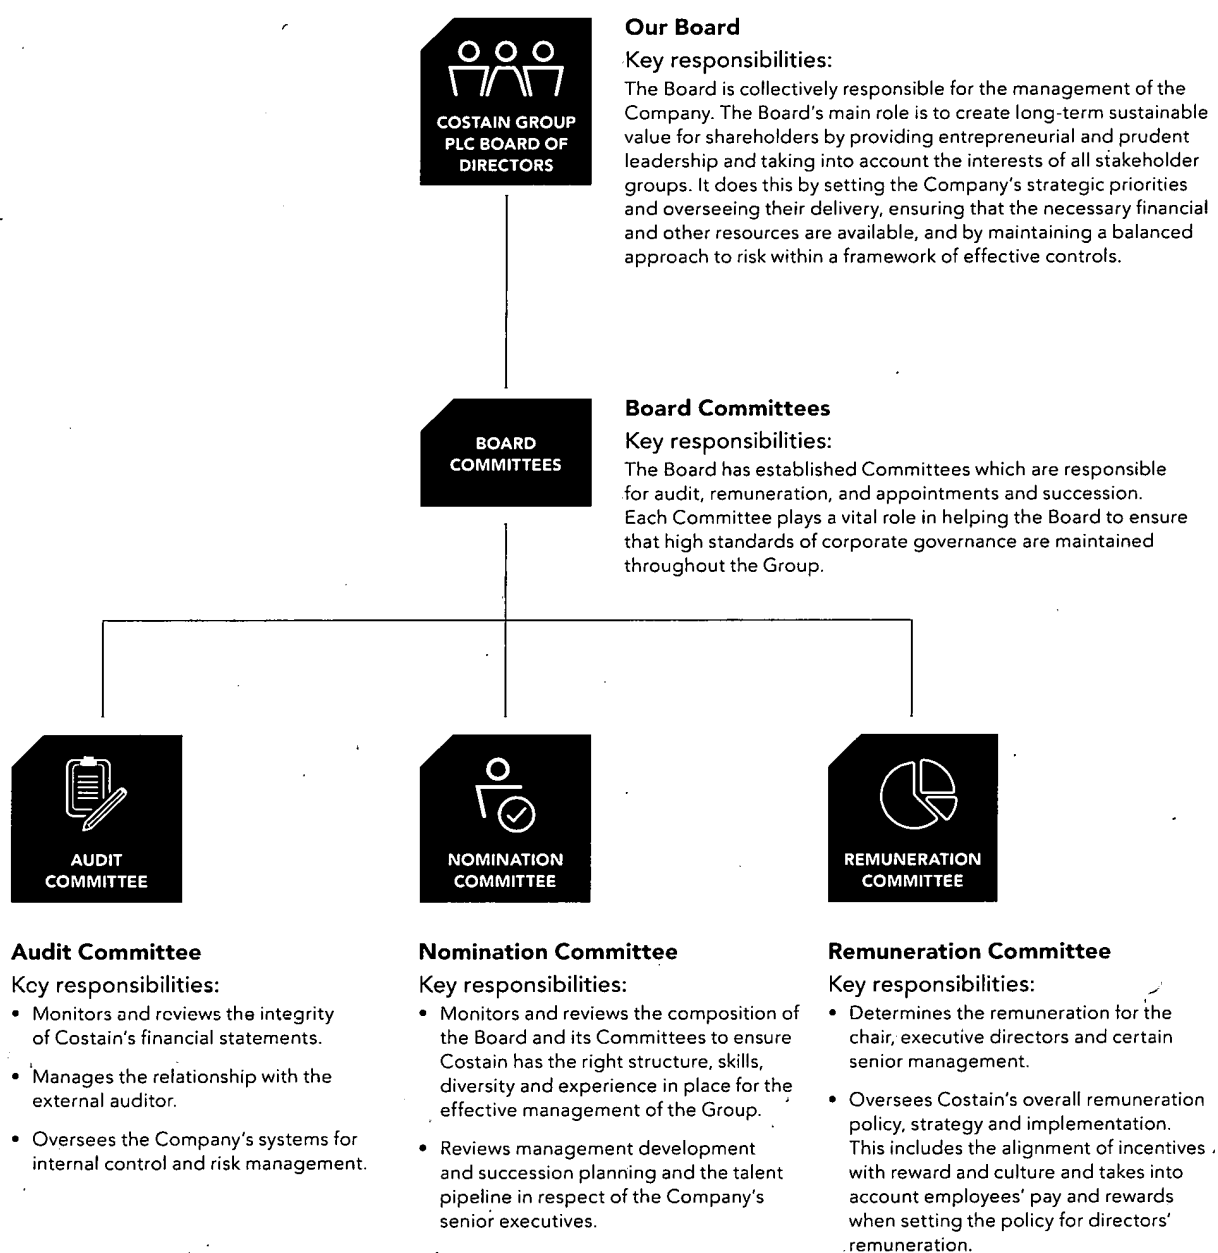 COSTAIN GROUP
PLC BOARD OF
DIRECTORS
Our Board
Key responsibilities:
The Board is collectively responsible for the management of the
Company. The Board's main role is to create long-term sustainable
value for shareholders by providing entrepreneurial and prudent
leadership and taking into account the interests of all stakeholder
groups. It does this by setting the Company's strategic priorities
and overseeing their delivery, ensuring that the necessary financial
and other resources are available, and by maintaining a balanced
approach to risk within a framework of effective controls.
BOARD
COMMITTEES
Board Committees
Key responsibilities:
The Board has established Committees which are responsible
for audit, remuneration, and appointments and succession.
Each Committee plays a vital role in helping the Board to ensure
that high standards of corporate governance are maintained
throughout the Group.
AUDIT
COMMITTEE
Audit Committee
Key responsibilities:
• Monitors and reviews the integrity
of Costain's financial statements.
• Manages the relationship with the
external auditor.
• Oversees the Company's systems for
internal control and risk management.
NOMINATION
COMMITTEE
Nomination Committee
Key responsibilities:
• Monitors and reviews the composition of
the Board and its Committees to ensure
Costain has the right structure, skills,
diversity and experience in place for the
effective management of the Group.
• Reviews management development
and succession planning and the talent
pipeline in respect of the Company's
senior executives.
REMUNERATION
COMMITTEE
Remuneration Committee
Key responsibilities:
• Determines the remuneration for the
chair, executive directors and certain
senior management.
• Oversees Costain's overall remuneration
policy, strategy and implementation.
This includes the alignment of incentives
with reward and culture and takes into
account employees' pay and rewards
when setting the policy for directors'
remuneration.